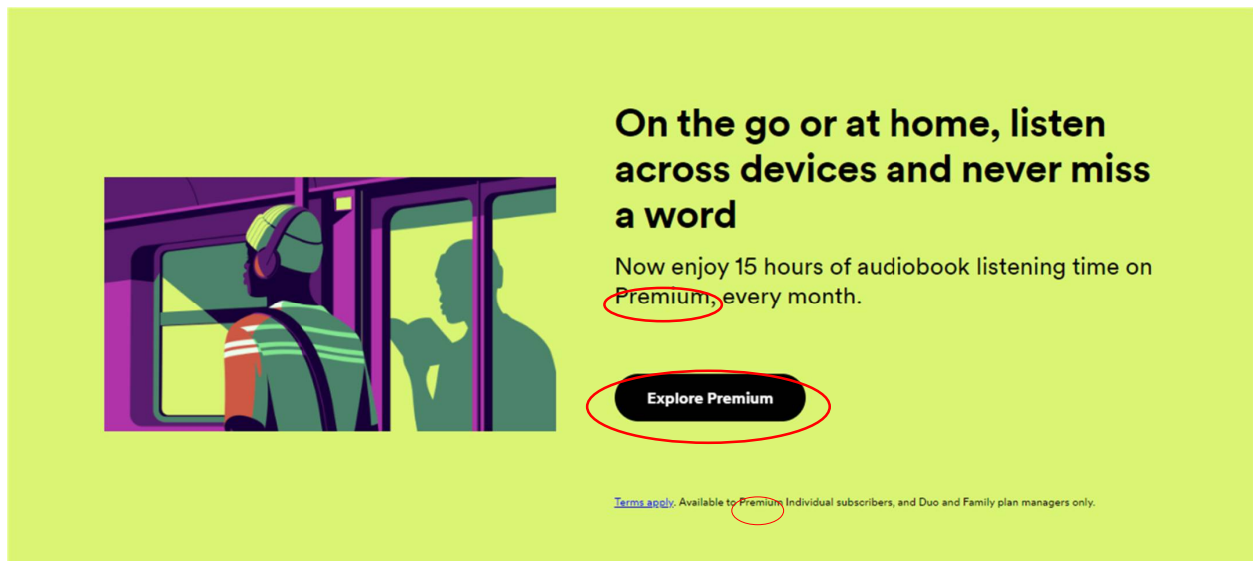 On the go or at home, listen
across devices and never miss
a word
Now enjoy 15 hours of audiobook listening time on
Premium, every month.
Explore Premium
Terms apply. Available to Premium Individual subscribers, and Duo and Family plan managers only.